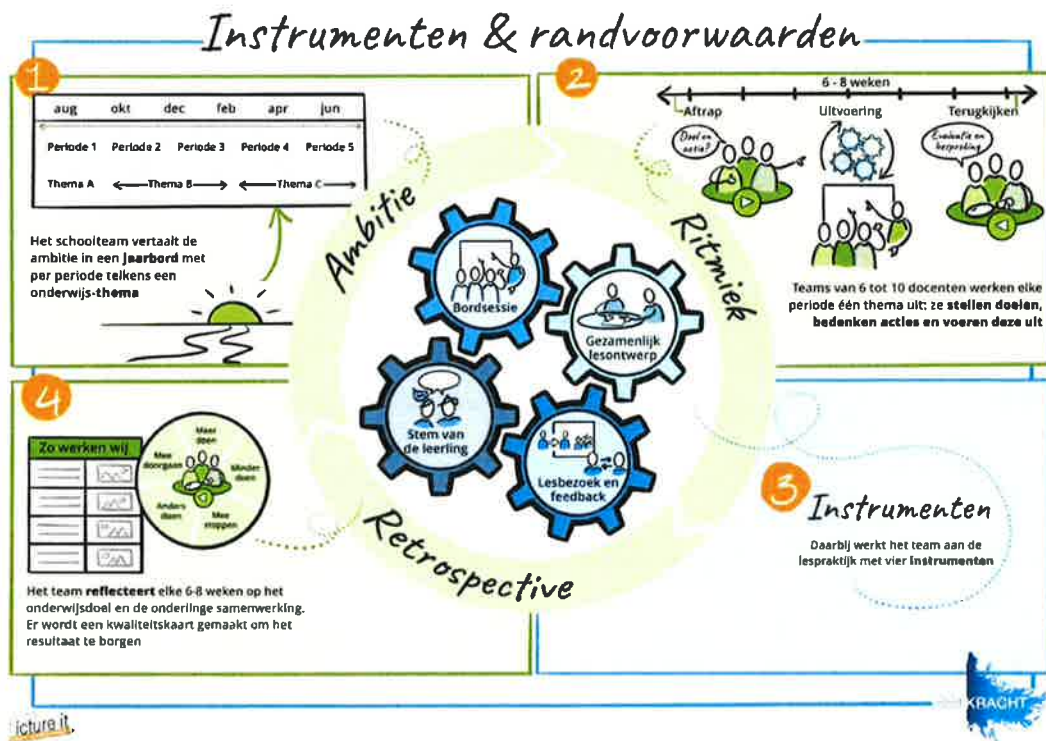 Instrumenten & randvoorwaarden
1
aug okt dec feb apr jun
Periode 1 Periode 2 Periode 3 Periode 4 Periode 5
Thema A Thema B Thema C
Het schoolteam vertaalt de
ambitie in een jaarbord met
per periode telkens een
onderwijs-thema
2
6 - 8 weken
Aftrap Uitvoering Terugkijken
Doel en
actie?
Evaluatie en
bespreking
Teams van 6 tot 10 docenten werken elke
periode één thema uit; ze stellen doelen,
bedenken acties en voeren deze uit
Ambitie
Ritmiek
Retrospective
Bordsessie
Gezamenlijk
lesontwerp
Stem van
de leerling
Lesbezoek en
feedback
3
Instrumenten
Daarbij werkt het team aan de
lespraktijk met vier instrumenten
4
Zo werken wij
Meer
doen
Mee
doorgaan
Minder
doen
Anders
doen
Mee
stoppen
Het team reflecteert elke 6-8 weken op het
onderwijsdoel en de onderlinge samenwerking.
Er wordt een kwaliteitskaart gemaakt om het
resultaat te borgen
icture it.
KRACHT